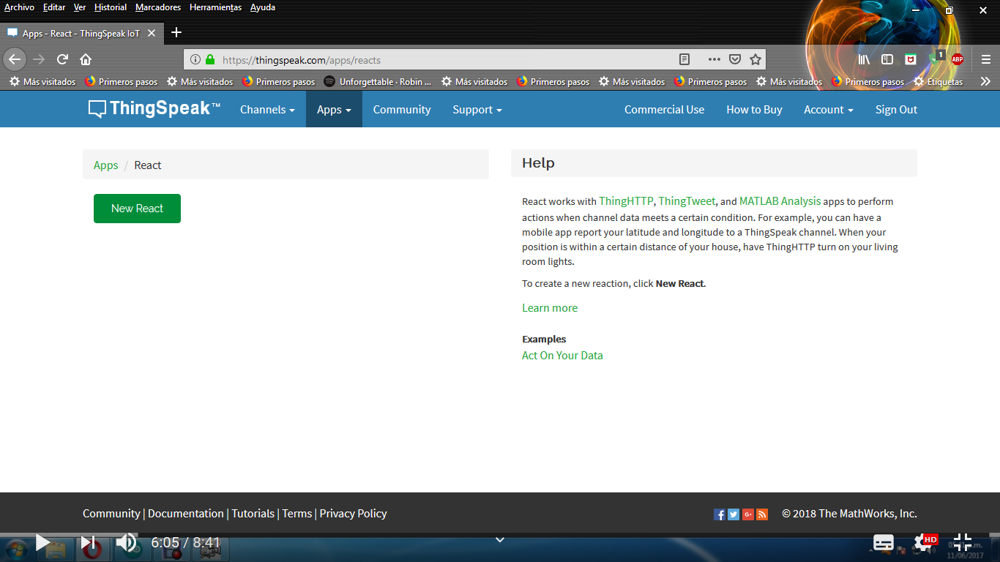 Archivo Editar Ver Historial Marcadores Herramientas Ayuda
Apps - React - ThingSpeak IoT
https://thingspeak.com/apps/reacts
1
ABP
Más visitados Primeros pasos Más visitados Primeros pasos Unforgettable · Robin ... Más visitados Primeros pasos Más visitados Primeros pasos Más visitados Primeros pasos Etiquetas
ThingSpeak™ Channels Apps Community Support Commercial Use How to Buy Account Sign Out
Apps / React
New React
Help
React works with ThingHTTP, ThingTweet, and MATLAB Analysis apps to perform
actions when channel data meets a certain condition. For example, you can have a
mobile app report your latitude and longitude to a ThingSpeak channel. When your
position is within a certain distance of your house, have ThingHTTP turn on your living
room lights.
To create a new reaction, click New React.
Learn more
Examples
Act On Your Data
Community | Documentation | Tutorials | Terms | Privacy Policy
© 2018 The MathWorks, Inc.
6:05 / 8:41
HD
11/06/2017